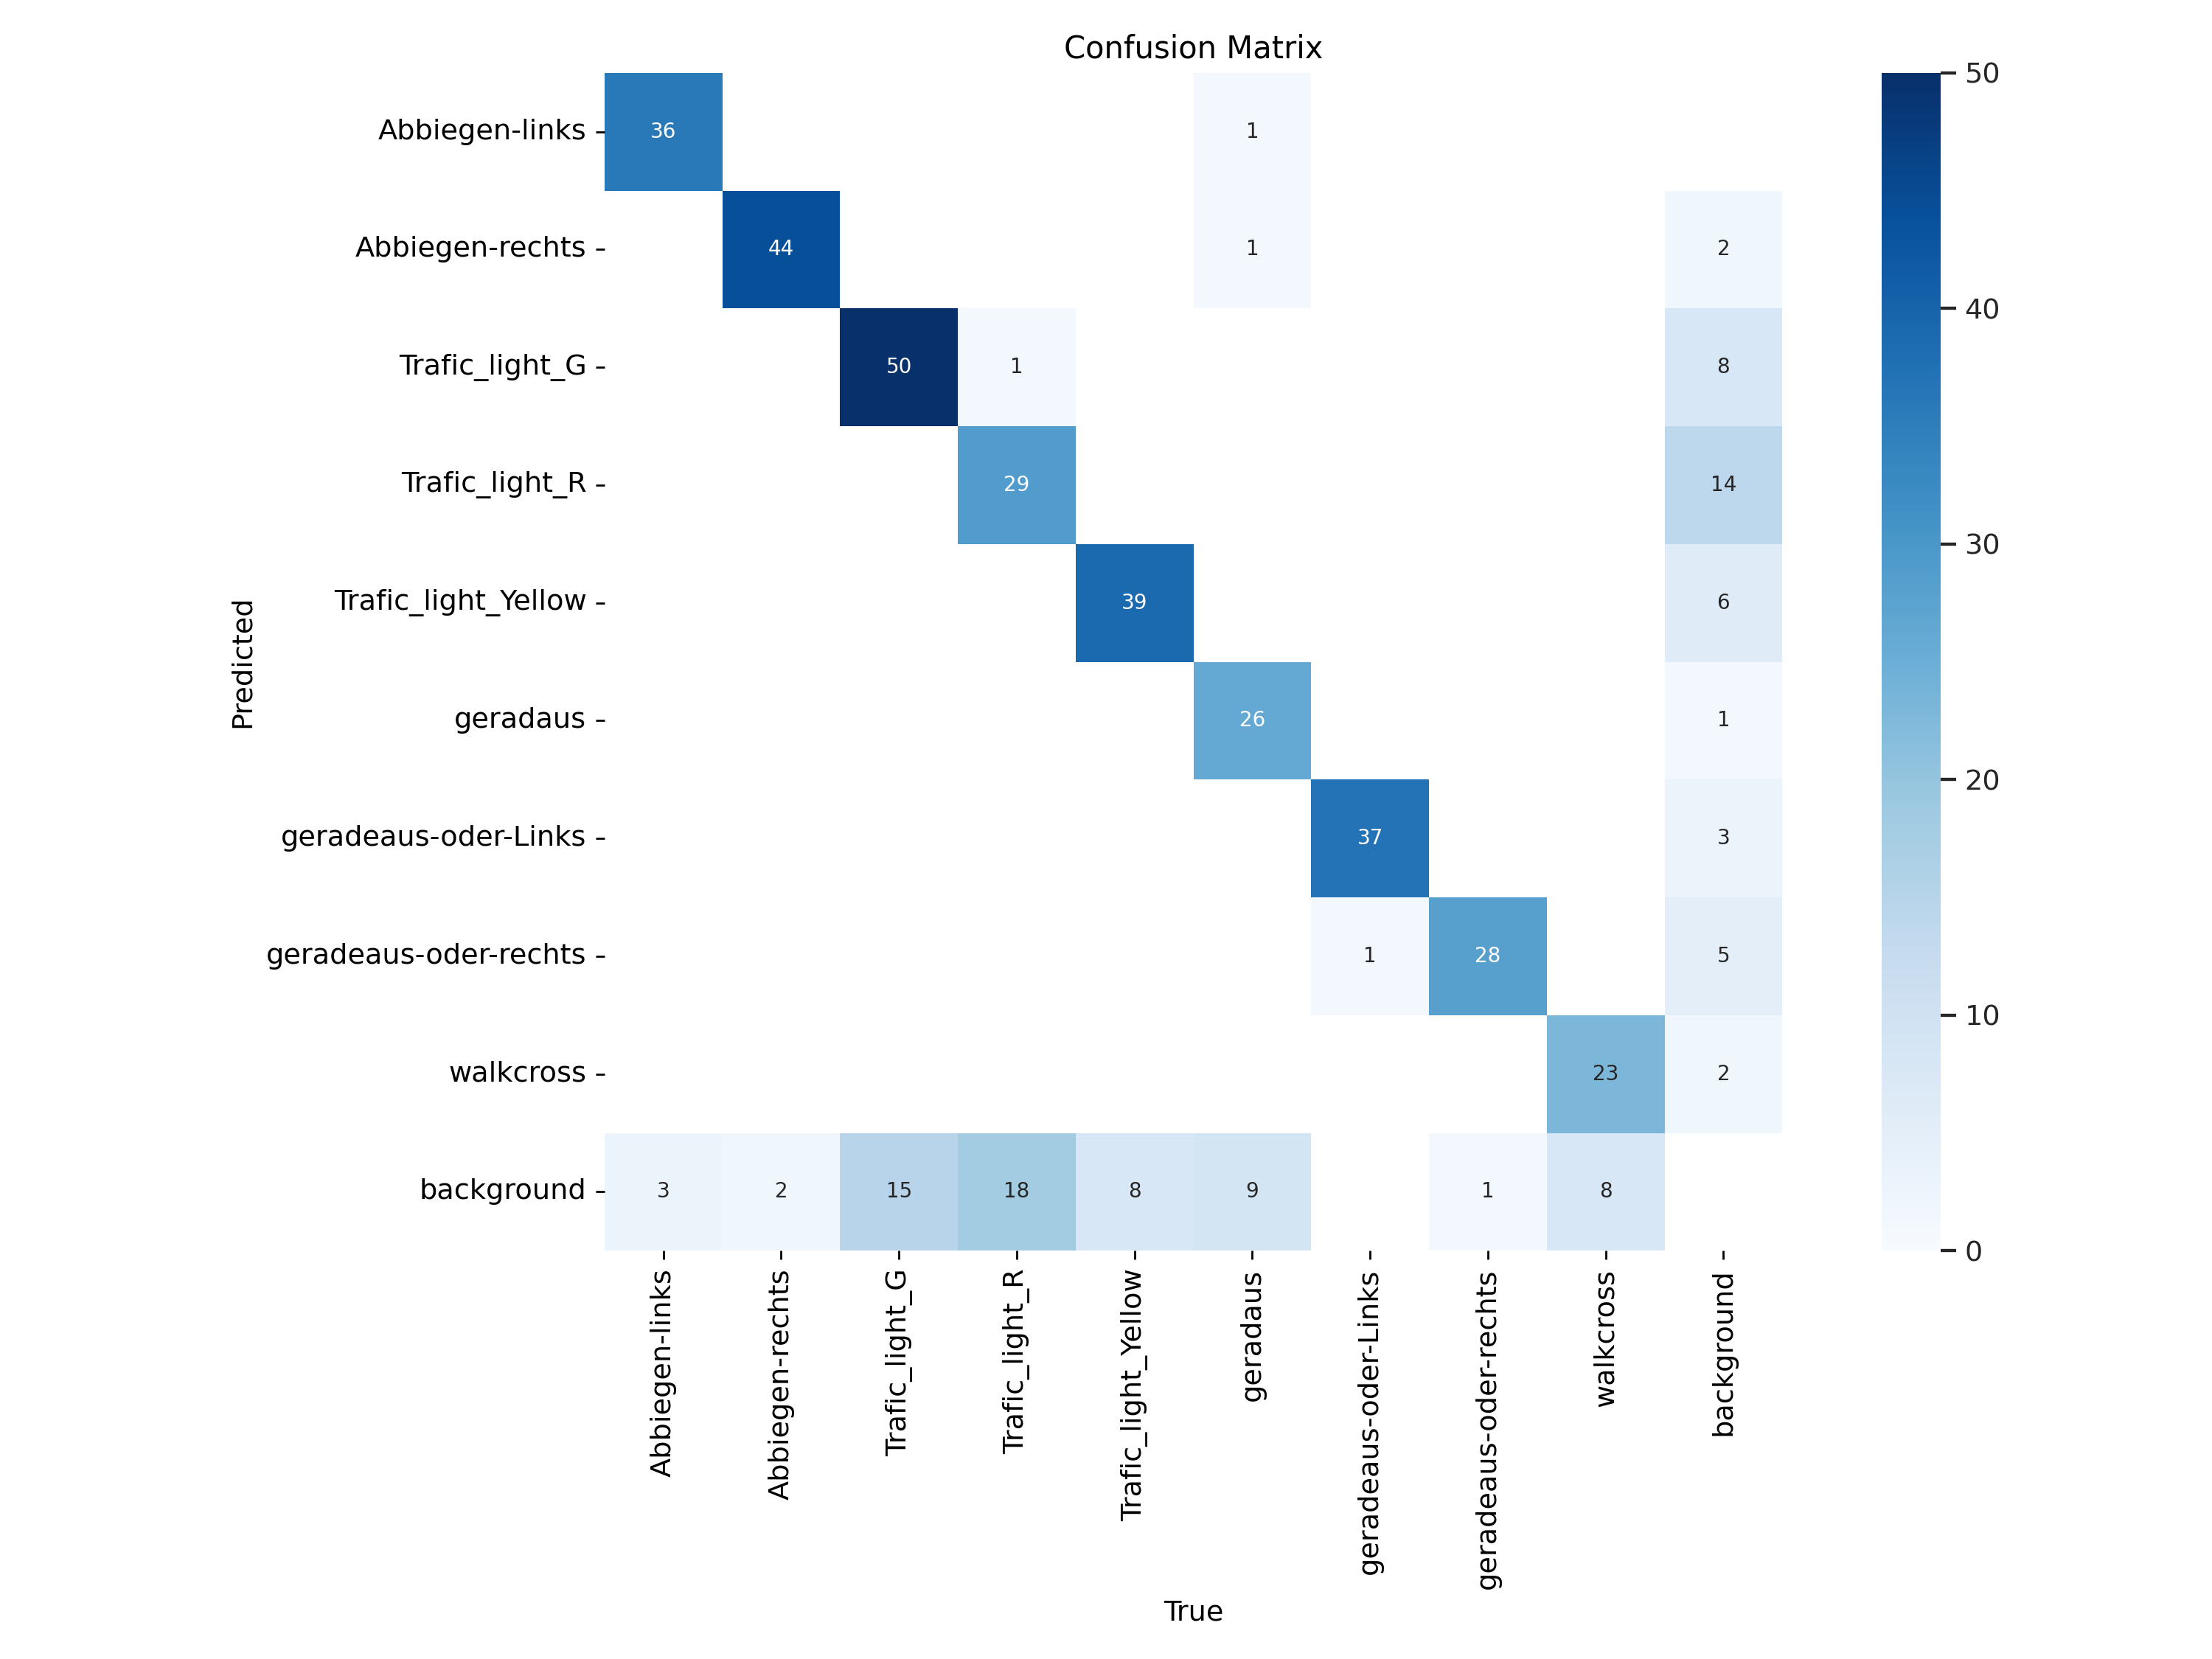 Confusion Matrix
Predicted
Abbiegen-links 36 1
Abbiegen-rechts 44 1 2
Trafic_light_G 50 1 8
Trafic_light_R 29 14
Trafic_light_Yellow 39 6
geradaus 26 1
geradeaus-oder-Links 37 3
geradeaus-oder-rechts 1 28 5
walkcross 23 2
background 3 2 15 18 8 9 1 8
Abbiegen-links
Abbiegen-rechts
Trafic_light_G
Trafic_light_R
Trafic_light_Yellow
geradaus
geradeaus-oder-Links
geradeaus-oder-rechts
walkcross
background
True
50
40
30
20
10
0